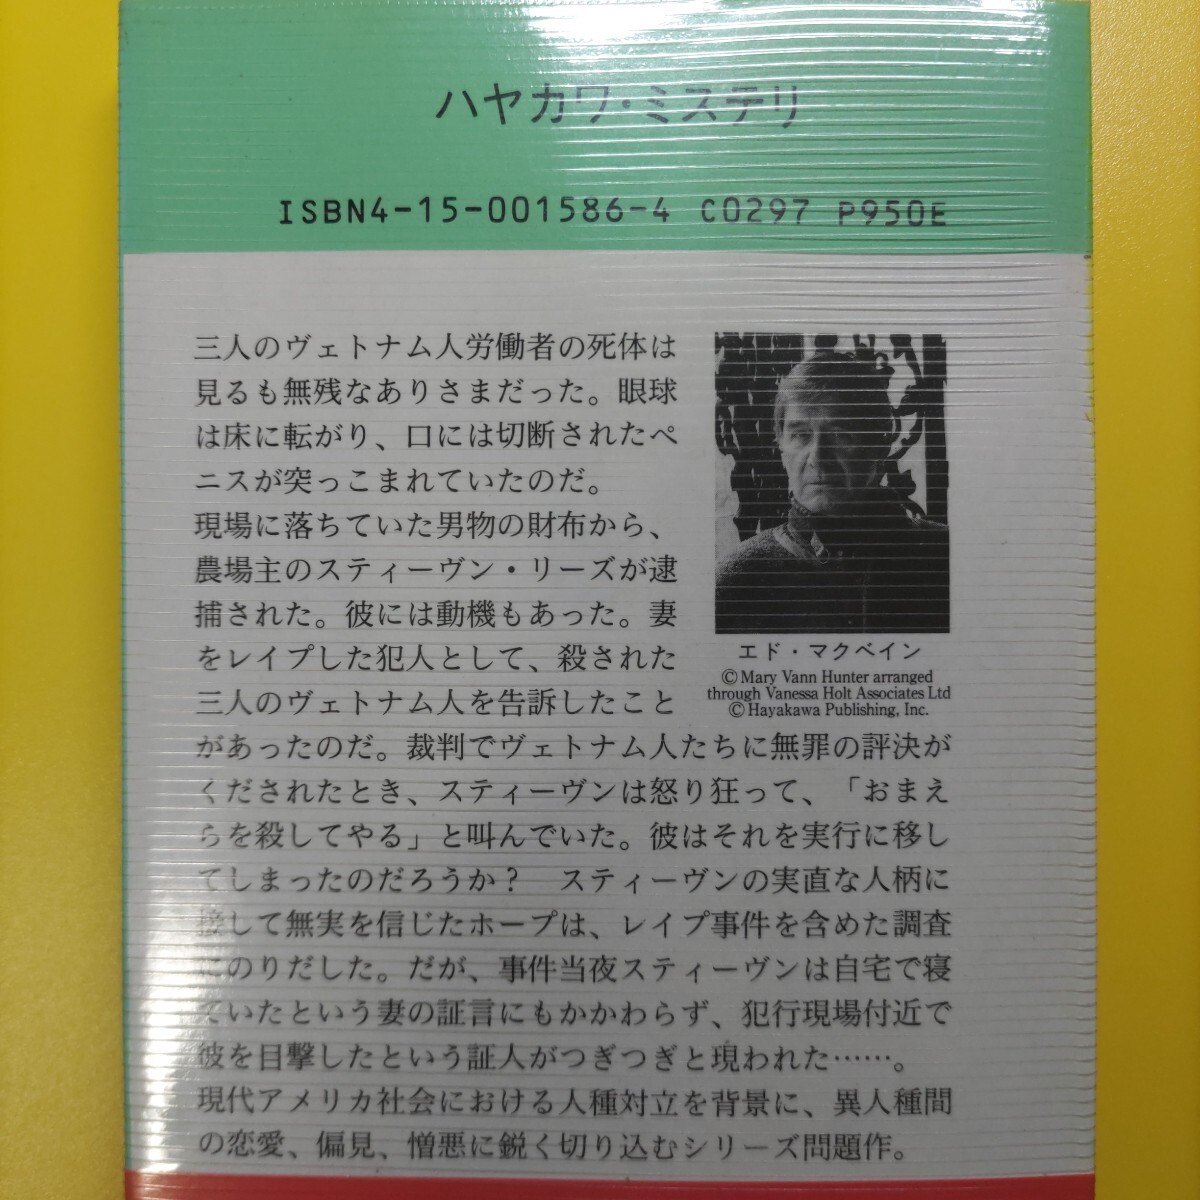 ハヤカワ・ミステリ
ISBN4-15-001586-4 C0297 P950E
三人のヴェトナム人労働者の死体は
見るも無残なありさまだった。眼球
は床に転がり、口には切断されたペ
ニスが突っこまれていたのだ。
現場に落ちていた男物の財布から、
農場主のスティーヴン・リーズが逮
捕された。彼には動機もあった。妻
をレイプした犯人として、殺された
三人のヴェトナム人を告訴したこと
があったのだ。裁判でヴェトナム人たちに無罪の評決が
くだされたとき、スティーヴンは怒り狂って、「おまえ
らを殺してやる」と叫んでいた。彼はそれを実行に移し
てしまったのだろうか？　スティーヴンの実直な人柄に
接して無実を信じたホープは、レイプ事件を含めた調査
にのりだした。だが、事件当夜スティーヴンは自宅で寝
ていたという妻の証言にもかかわらず、犯行現場付近で
彼を目撃したという証人がつぎつぎと現われた……。
現代アメリカ社会における人種対立を背景に、異人種間
の恋愛、偏見、憎悪に鋭く切り込むシリーズ問題作。
エド・マクベイン
©Mary Vann Hunter arranged
through Vanessa Holt Associates Ltd
©Hayakawa Publishing, Inc.